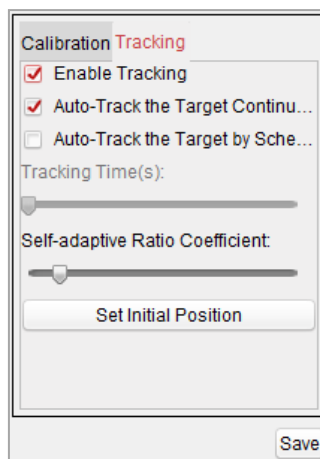 Calibration Tracking
Enable Tracking
Auto-Track the Target Continu...
Auto-Track the Target by Sche...
Tracking Time(s):
Self-adaptive Ratio Coefficient:
Set Initial Position
Save